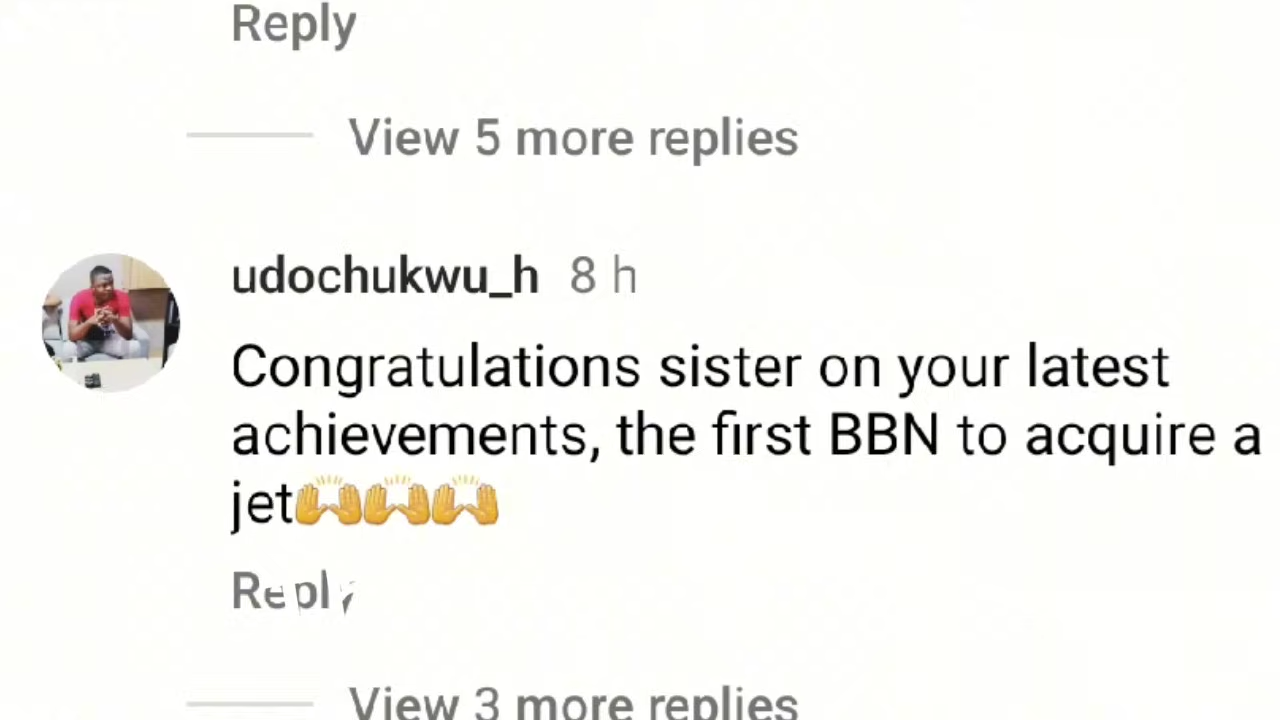 Reply
View 5 more replies
udochukwu_h 8 h
Congratulations sister on your latest
achievements, the first BBN to acquire a
jet🙌🙌🙌
Reply
View 3 more replies